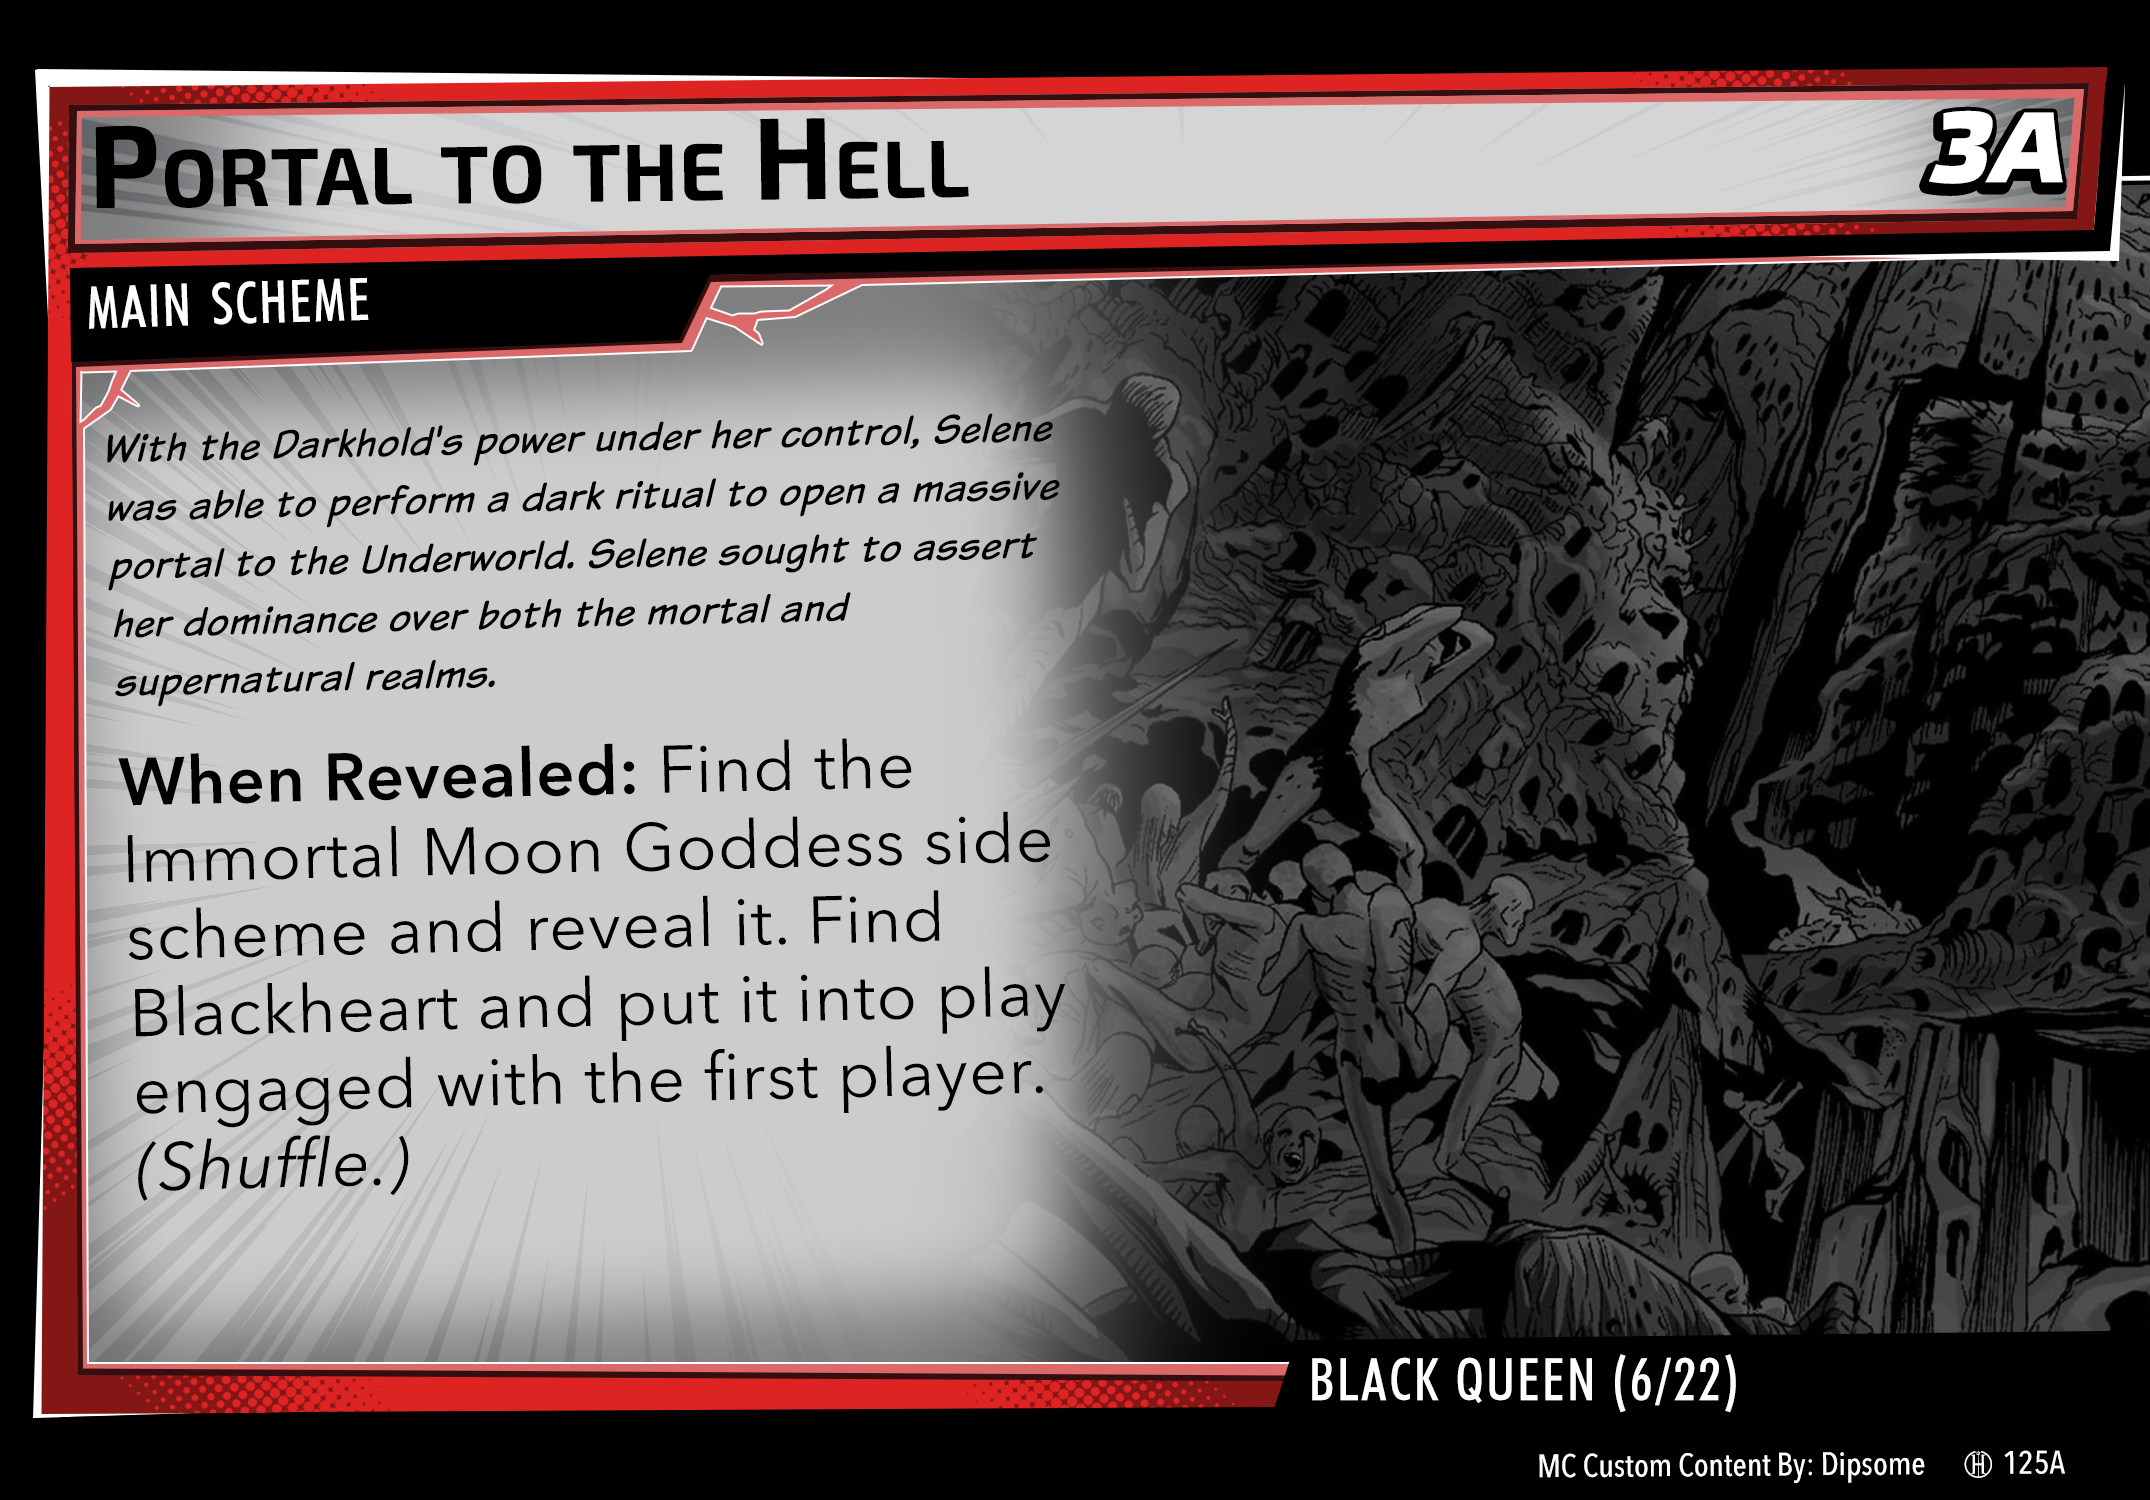 PORTAL TO THE HELL
3A
MAIN SCHEME
With the Darkhold's power under her control, Selene
was able to perform a dark ritual to open a massive
portal to the Underworld. Selene sought to assert
her dominance over both the mortal and
supernatural realms.
When Revealed: Find the
Immortal Moon Goddess side
scheme and reveal it. Find
Blackheart and put it into play
engaged with the first player.
(Shuffle.)
BLACK QUEEN (6/22)
MC Custom Content By: Dipsome
125A